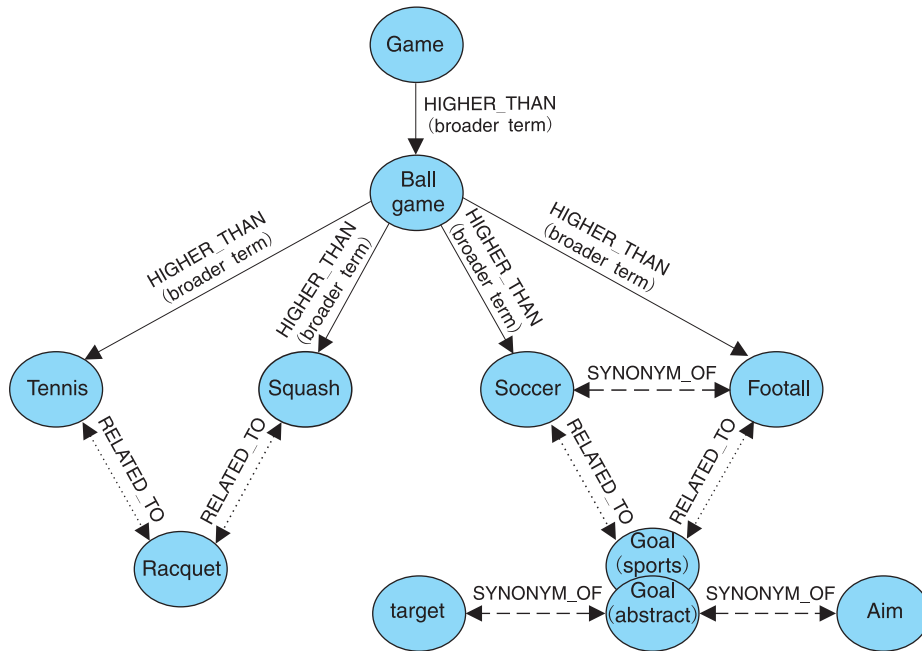 Game
HIGHER_THAN
(broader term)
Ball
game
HIGHER_THAN
(broader term)
HIGHER_THAN
(broader term)
HIGHER_THAN
(broader term)
HIGHER_THAN
(broader term)
Tennis
Squash
Soccer
SYNONYM_OF
Footall
RELATED_TO
RELATED_TO
RELATED_TO
RELATED_TO
Racquet
Goal
(sports)
target
SYNONYM_OF
Goal
(abstract)
SYNONYM_OF
Aim